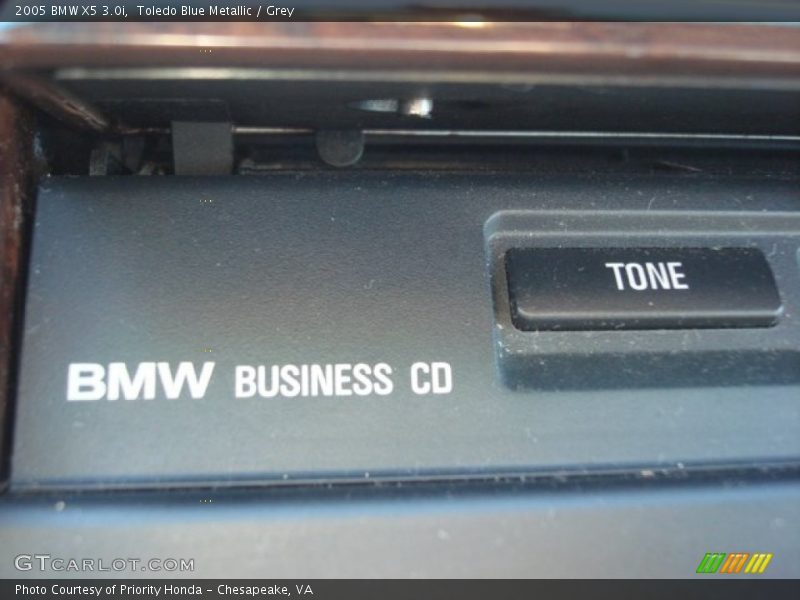 2005 BMW X5 3.0i,  Toledo Blue Metallic / Grey
TONE
BMW BUSINESS CD
GTCARLOT.COM
Photo Courtesy of Priority Honda - Chesapeake, VA